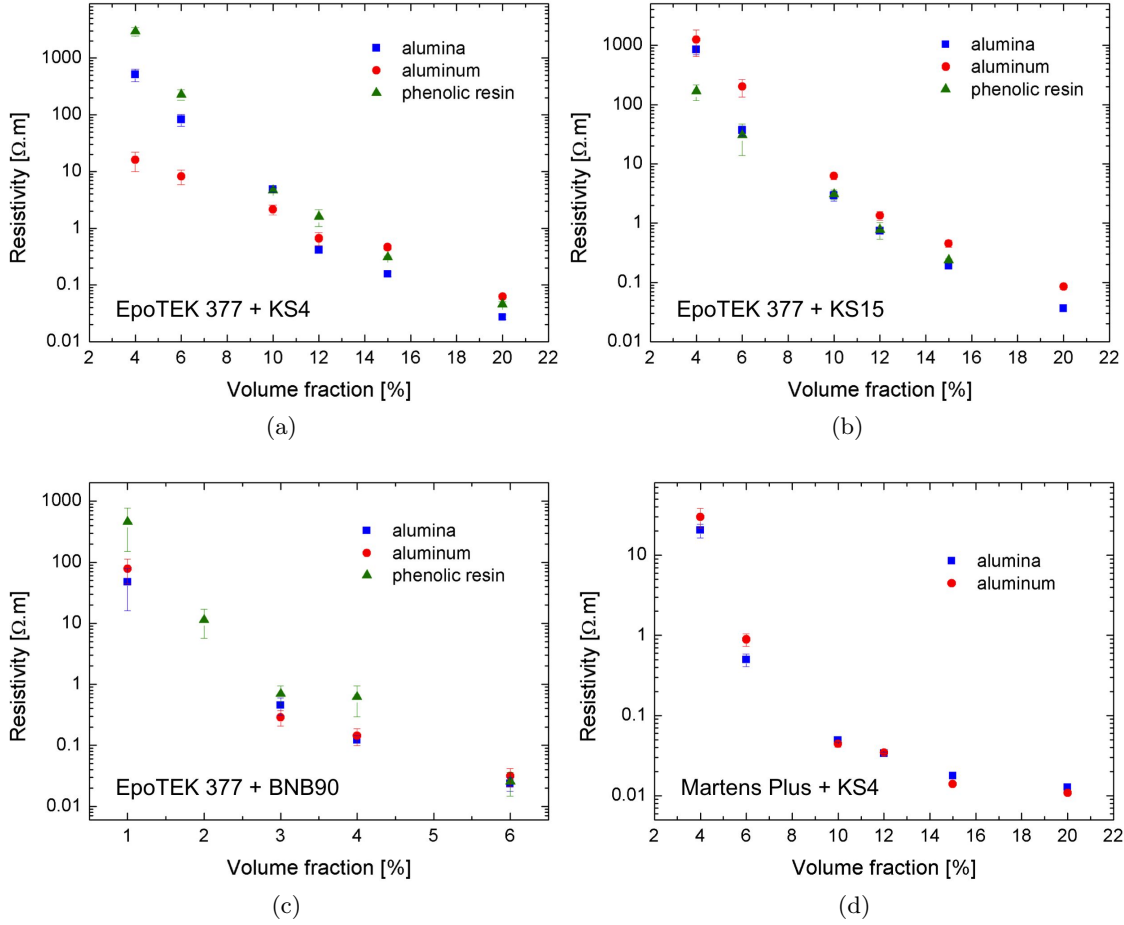 Resistivity [Ω.m]
1000
100
10
1
0.1
0.01
alumina
aluminum
phenolic resin
EpoTEK 377 + KS4
2 4 6 8 10 12 14 16 18 20 22
Volume fraction [%]
(a)
Resistivity [Ω.m]
1000
100
10
1
0.1
0.01
alumina
aluminum
phenolic resin
EpoTEK 377 + KS15
2 4 6 8 10 12 14 16 18 20 22
Volume fraction [%]
(b)
Resistivity [Ω.m]
1000
100
10
1
0.1
0.01
alumina
aluminum
phenolic resin
EpoTEK 377 + BNB90
1 2 3 4 5 6
Volume fraction [%]
(c)
Resistivity [Ω.m]
10
1
0.1
0.01
alumina
aluminum
Martens Plus + KS4
2 4 6 8 10 12 14 16 18 20 22
Volume fraction [%]
(d)